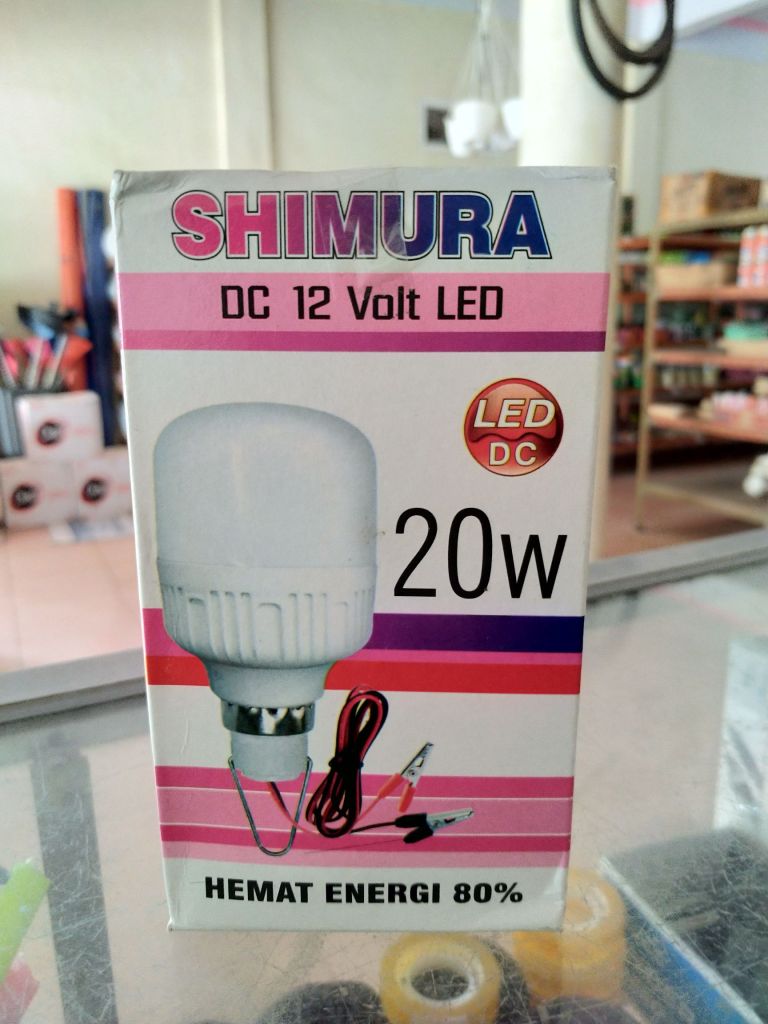 SHIMURA
DC 12 Volt LED
LED
DC
20w
HEMAT ENERGI 80%